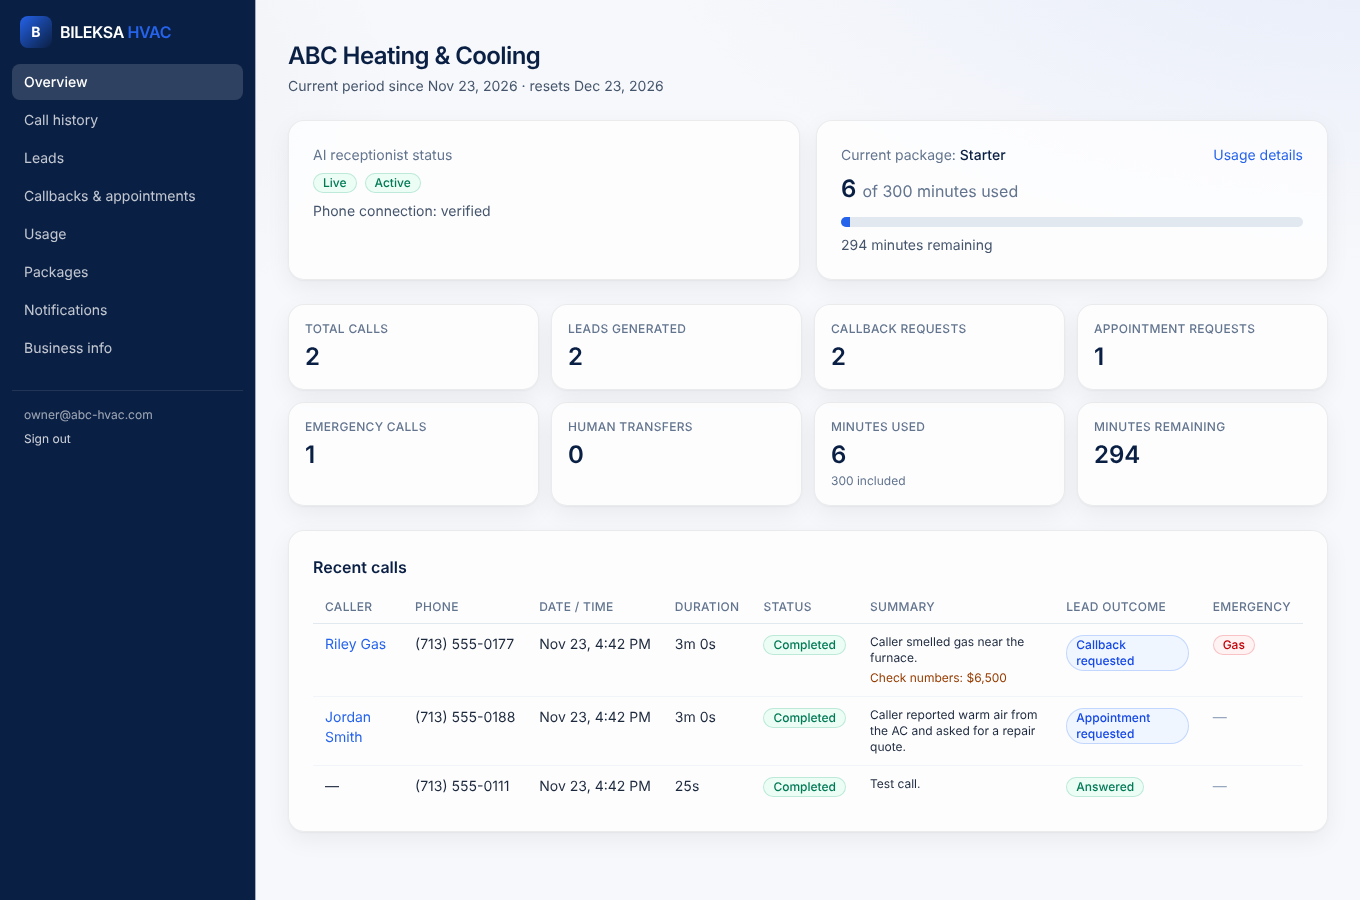 B BILEKSA HVAC
Overview
Call history
Leads
Callbacks & appointments
Usage
Packages
Notifications
Business info
owner@abc-hvac.com
Sign out
ABC Heating & Cooling
Current period since Nov 23, 2026 · resets Dec 23, 2026
AI receptionist status
Live Active
Phone connection: verified
Current package: Starter Usage details
6 of 300 minutes used
294 minutes remaining
TOTAL CALLS
2
LEADS GENERATED
2
CALLBACK REQUESTS
2
APPOINTMENT REQUESTS
1
EMERGENCY CALLS
1
HUMAN TRANSFERS
0
MINUTES USED
6
300 included
MINUTES REMAINING
294
Recent calls
CALLER PHONE DATE / TIME DURATION STATUS SUMMARY LEAD OUTCOME EMERGENCY
Riley Gas (713) 555-0177 Nov 23, 4:42 PM 3m 0s Completed Caller smelled gas near the Callback Gas
furnace. requested
Check numbers: $6,500
Jordan (713) 555-0188 Nov 23, 4:42 PM 3m 0s Completed Caller reported warm air from Appointment —
Smith the AC and asked for a repair requested
quote.
— (713) 555-0111 Nov 23, 4:42 PM 25s Completed Test call. Answered —